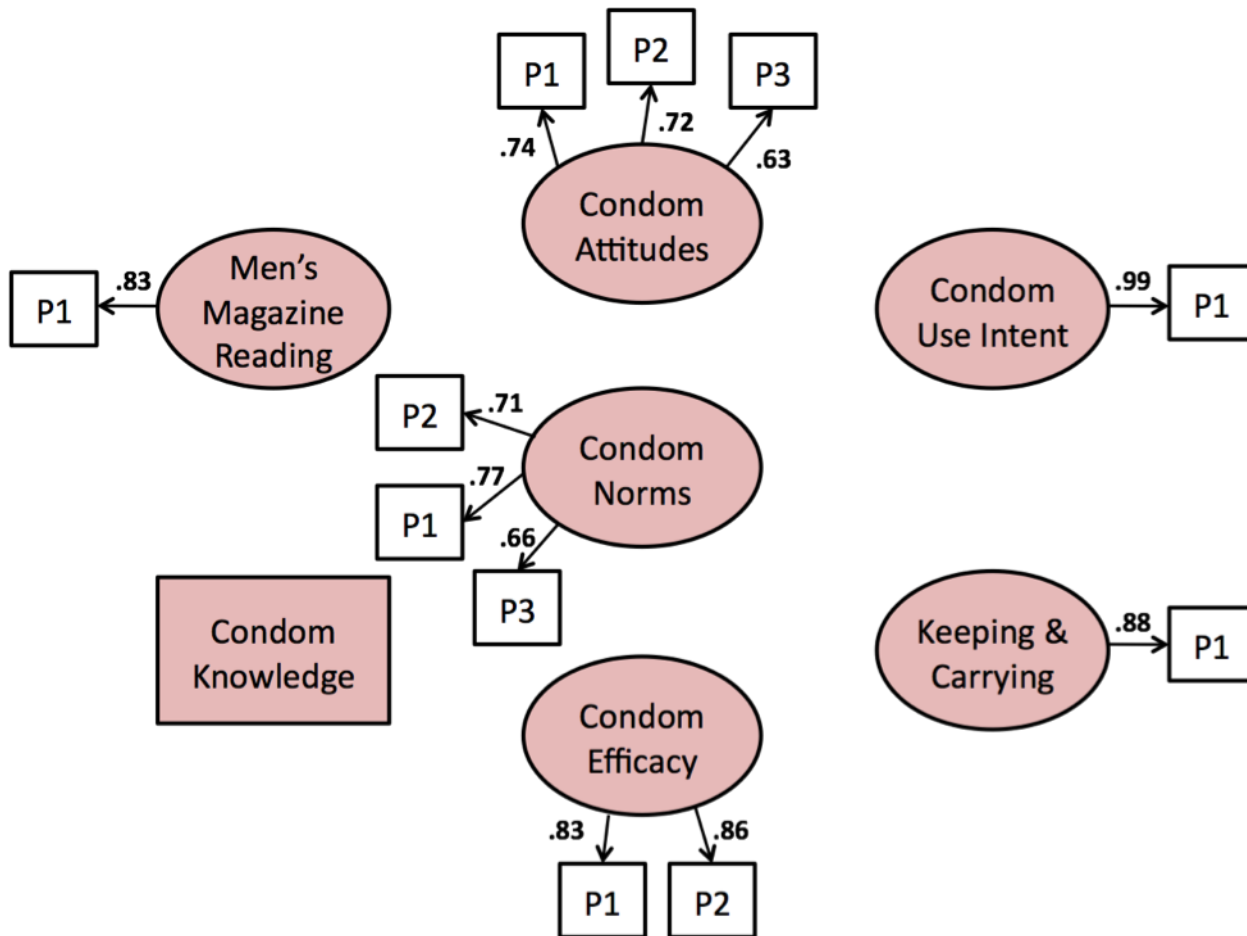 P1
P2
P3
.74
.72
.63
Condom
Attitudes
P1
.83
Men’s
Magazine
Reading
Condom
Use Intent
.99
P1
P2
.71
Condom
Norms
.77
P1
.66
P3
Condom
Knowledge
Keeping &
Carrying
.88
P1
Condom
Efficacy
.83
.86
P1
P2